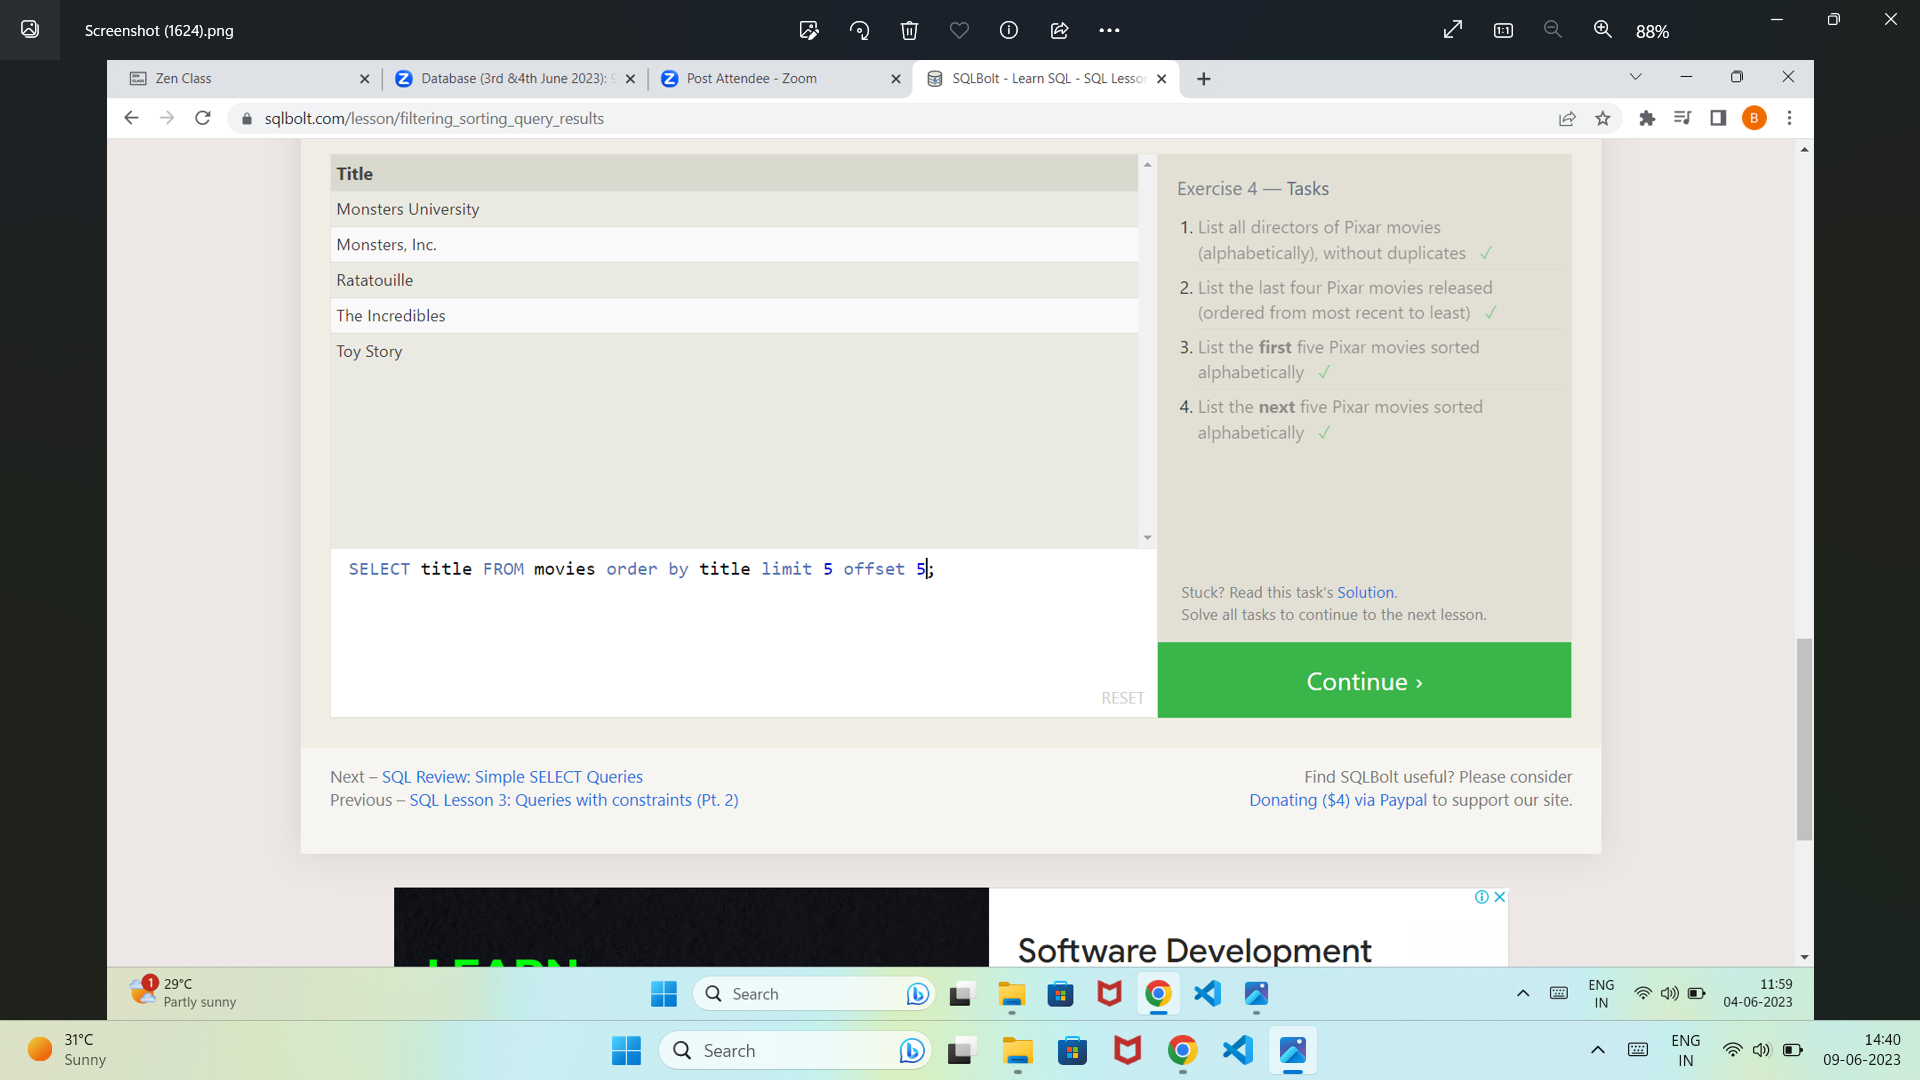 Screenshot (1624).png
88%
Zen Class
Database (3rd &4th June 2023): 
Post Attendee - Zoom
SQLBolt - Learn SQL - SQL Lesso
sqlbolt.com/lesson/filtering_sorting_query_results
B
Title
Monsters University
Monsters, Inc.
Ratatouille
The Incredibles
Toy Story
SELECT title FROM movies order by title limit 5 offset 5;
RESET
Exercise 4 — Tasks
1. List all directors of Pixar movies
(alphabetically), without duplicates ✓
2. List the last four Pixar movies released
(ordered from most recent to least) ✓
3. List the first five Pixar movies sorted
alphabetically ✓
4. List the next five Pixar movies sorted
alphabetically ✓
Stuck? Read this task's Solution.
Solve all tasks to continue to the next lesson.
Continue ›
Next – SQL Review: Simple SELECT Queries
Previous – SQL Lesson 3: Queries with constraints (Pt. 2)
Find SQLBolt useful? Please consider
Donating ($4) via Paypal to support our site.
LEARN
Software Development
1
29°C
Partly sunny
Search
ENG
IN
11:59
04-06-2023
31°C
Sunny
Search
ENG
IN
14:40
09-06-2023